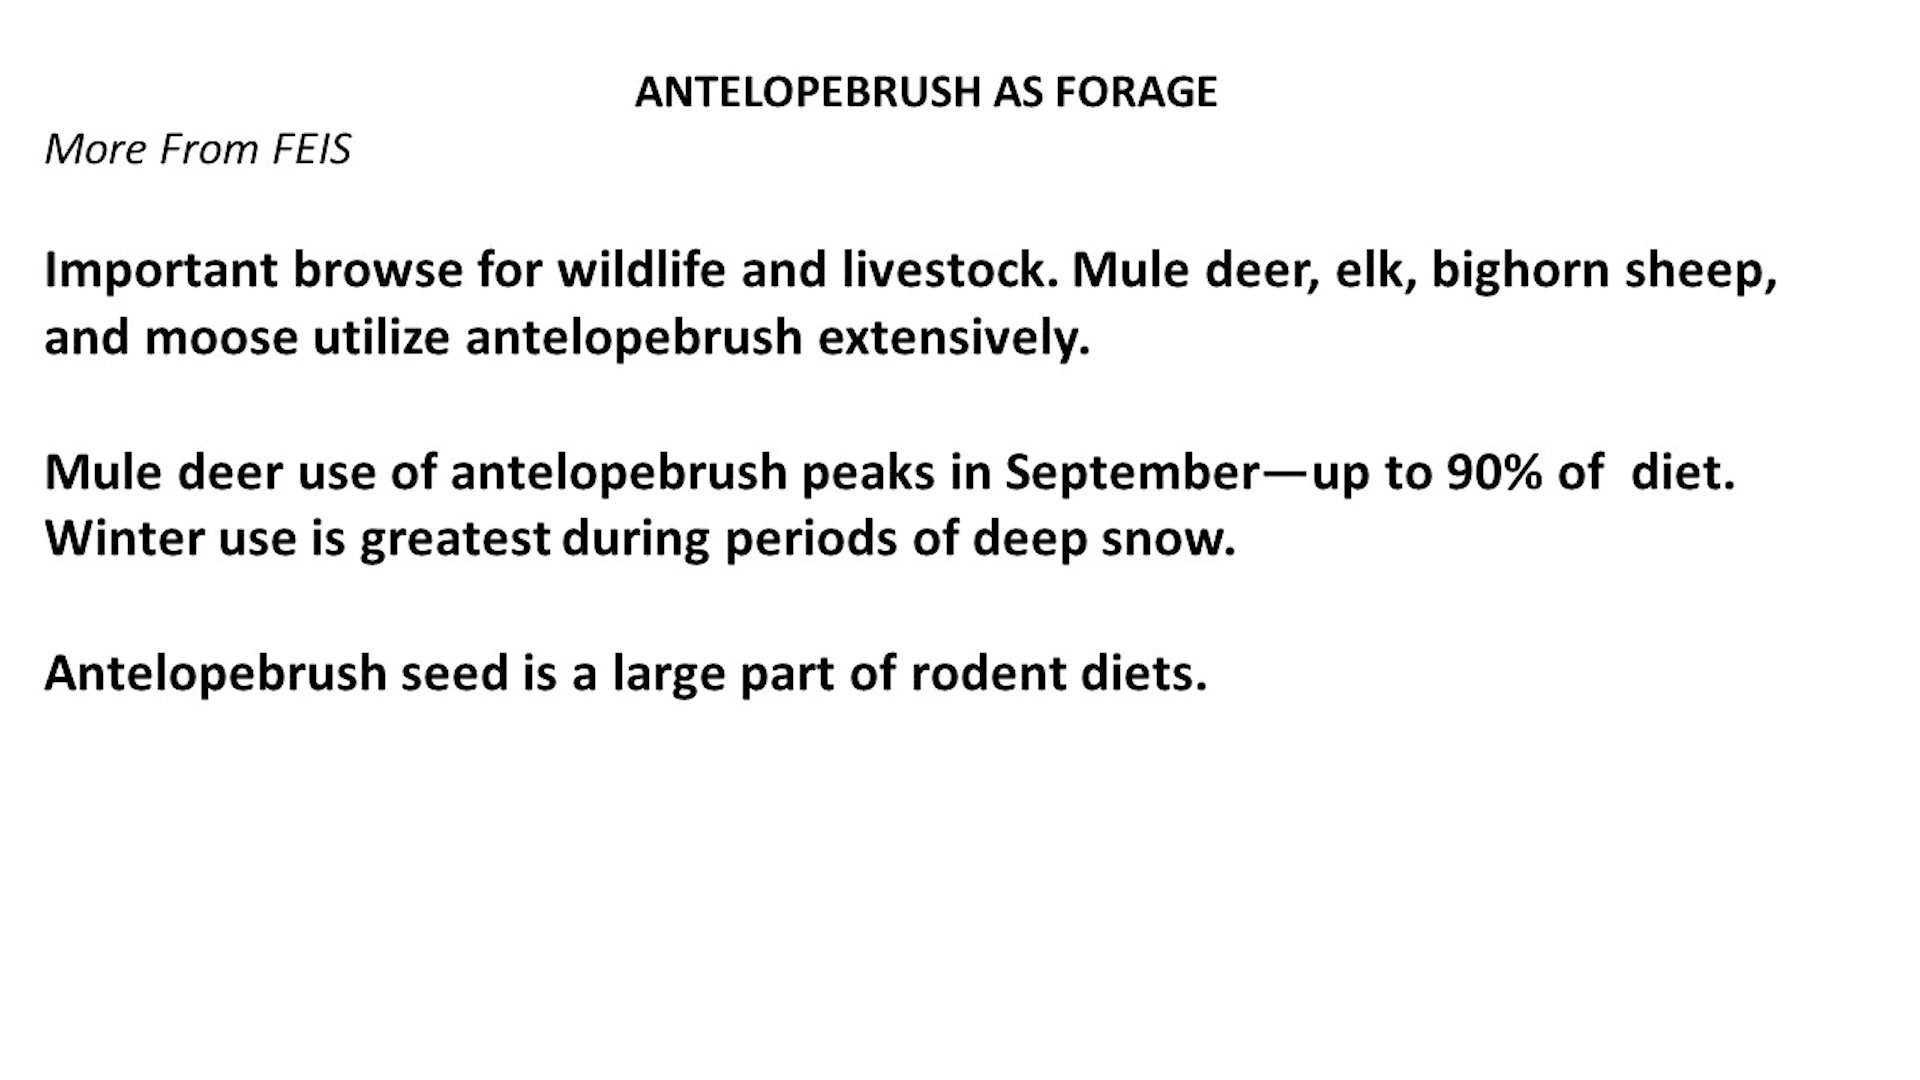 ANTELOPEBRUSH AS FORAGE
More From FEIS
Important browse for wildlife and livestock. Mule deer, elk, bighorn sheep,
and moose utilize antelopebrush extensively.
Mule deer use of antelopebrush peaks in September—up to 90% of  diet.
Winter use is greatest during periods of deep snow.
Antelopebrush seed is a large part of rodent diets.